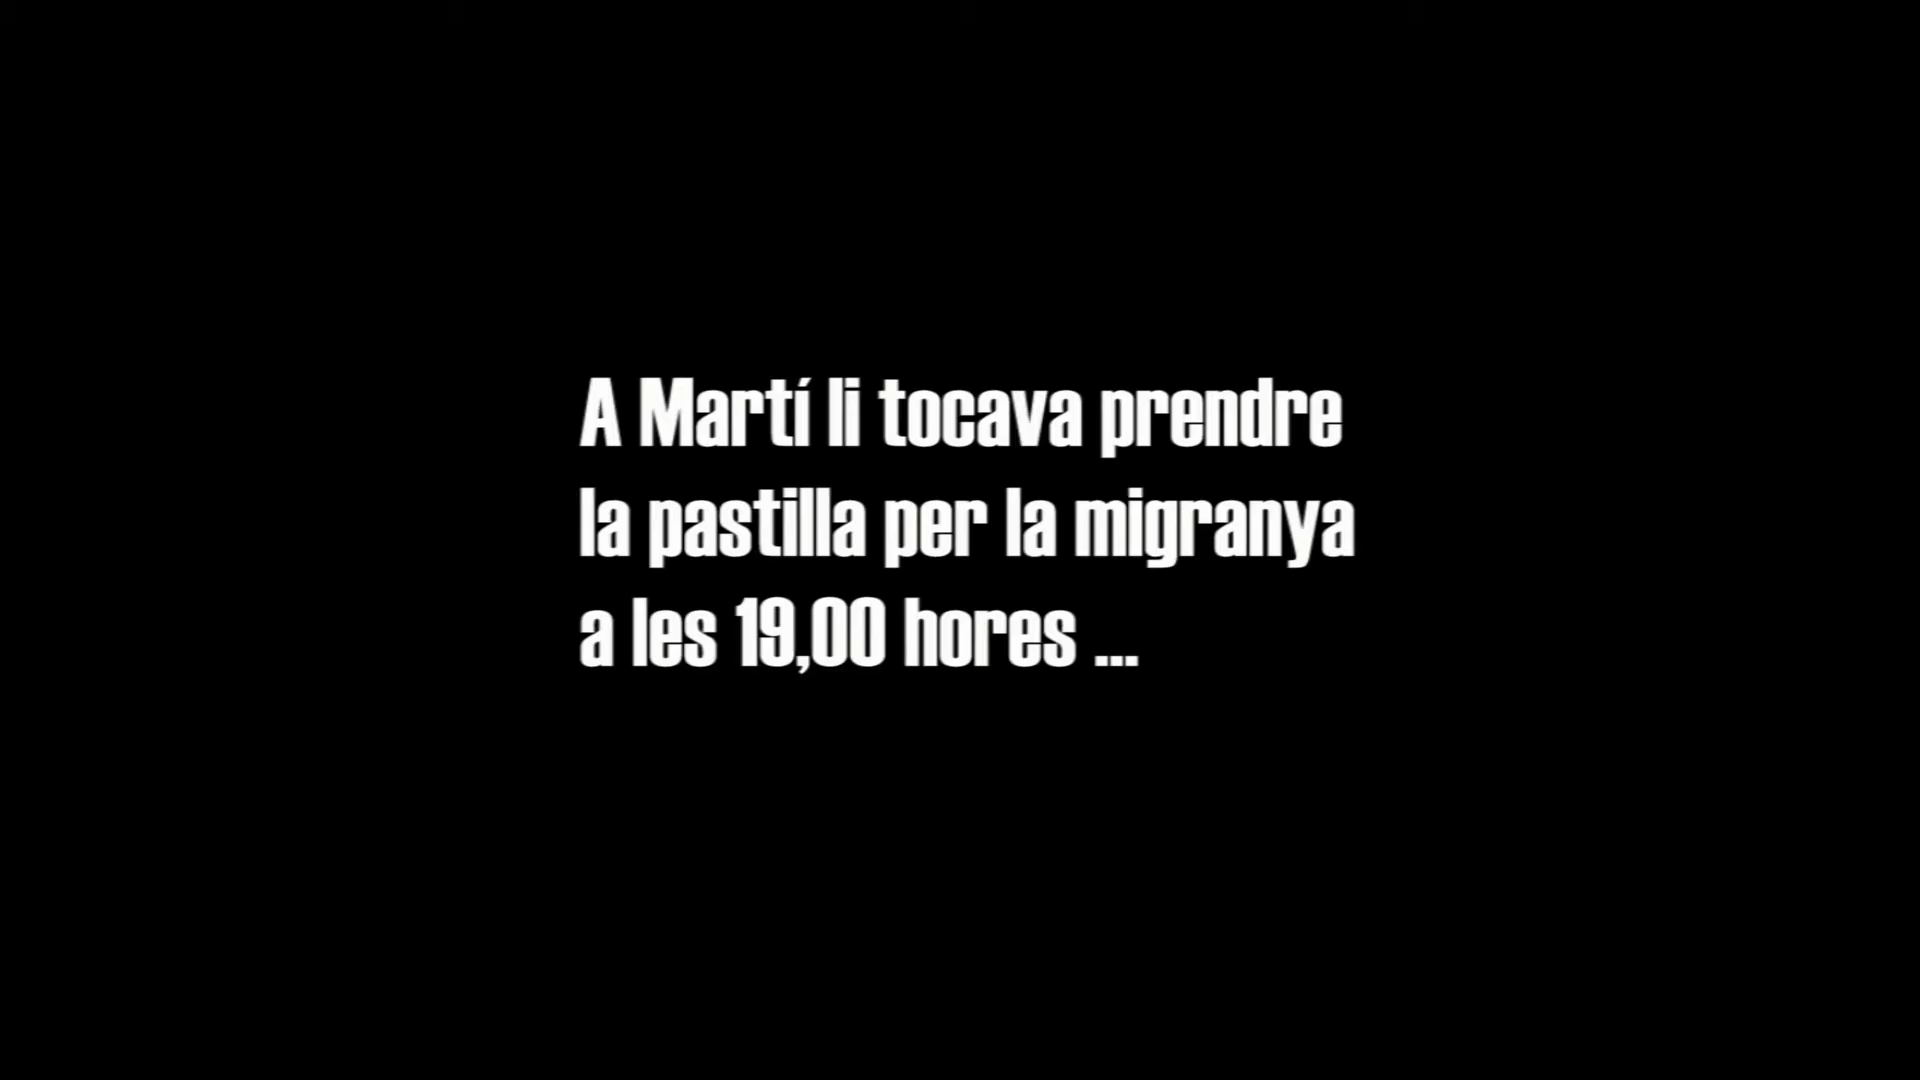 A Martí li tocava prendre
la pastilla per la migranya
a les 19,00 hores ...